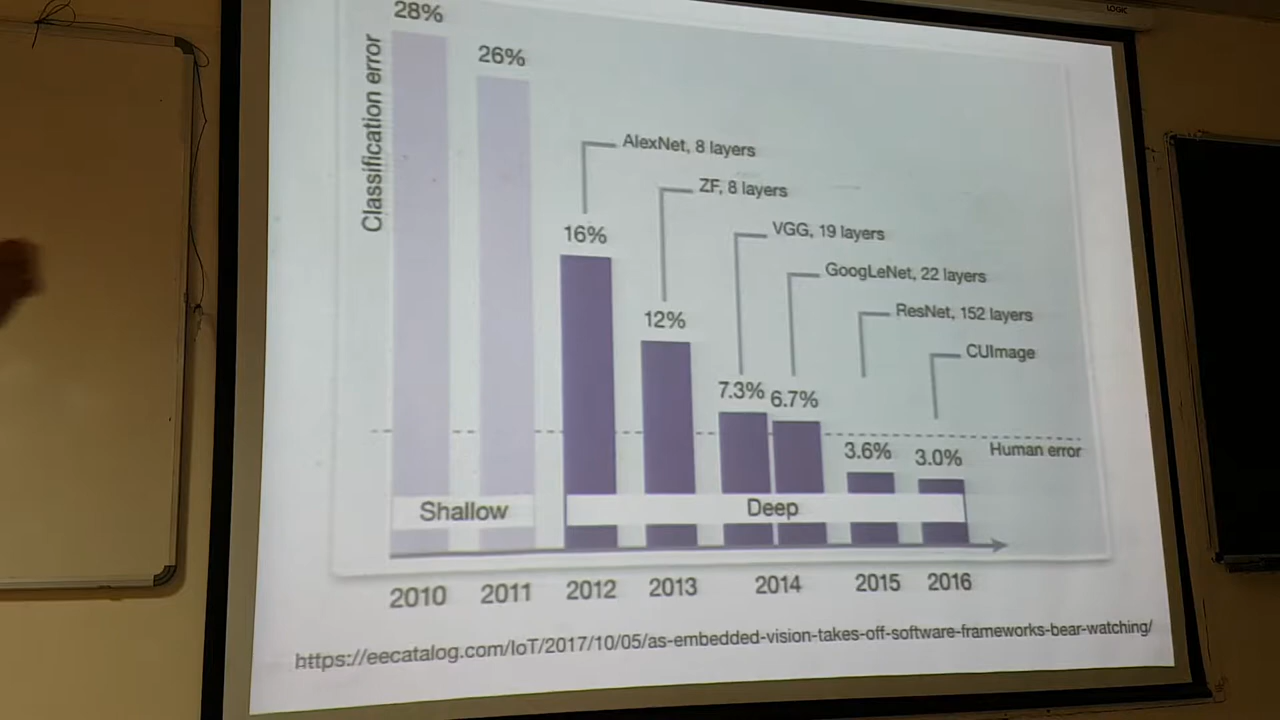 LOGIC
28%
Classification error
26%
AlexNet, 8 layers
ZF, 8 layers
16%
VGG, 19 layers
GoogLeNet, 22 layers
12%
ResNet, 152 layers
CUImage
7.3%
6.7%
Human error
3.6%
3.0%
Shallow
Deep
2010 2011 2012 2013 2014 2015 2016
https://eecatalog.com/IoT/2017/10/05/as-embedded-vision-takes-off-software-frameworks-bear-watching/